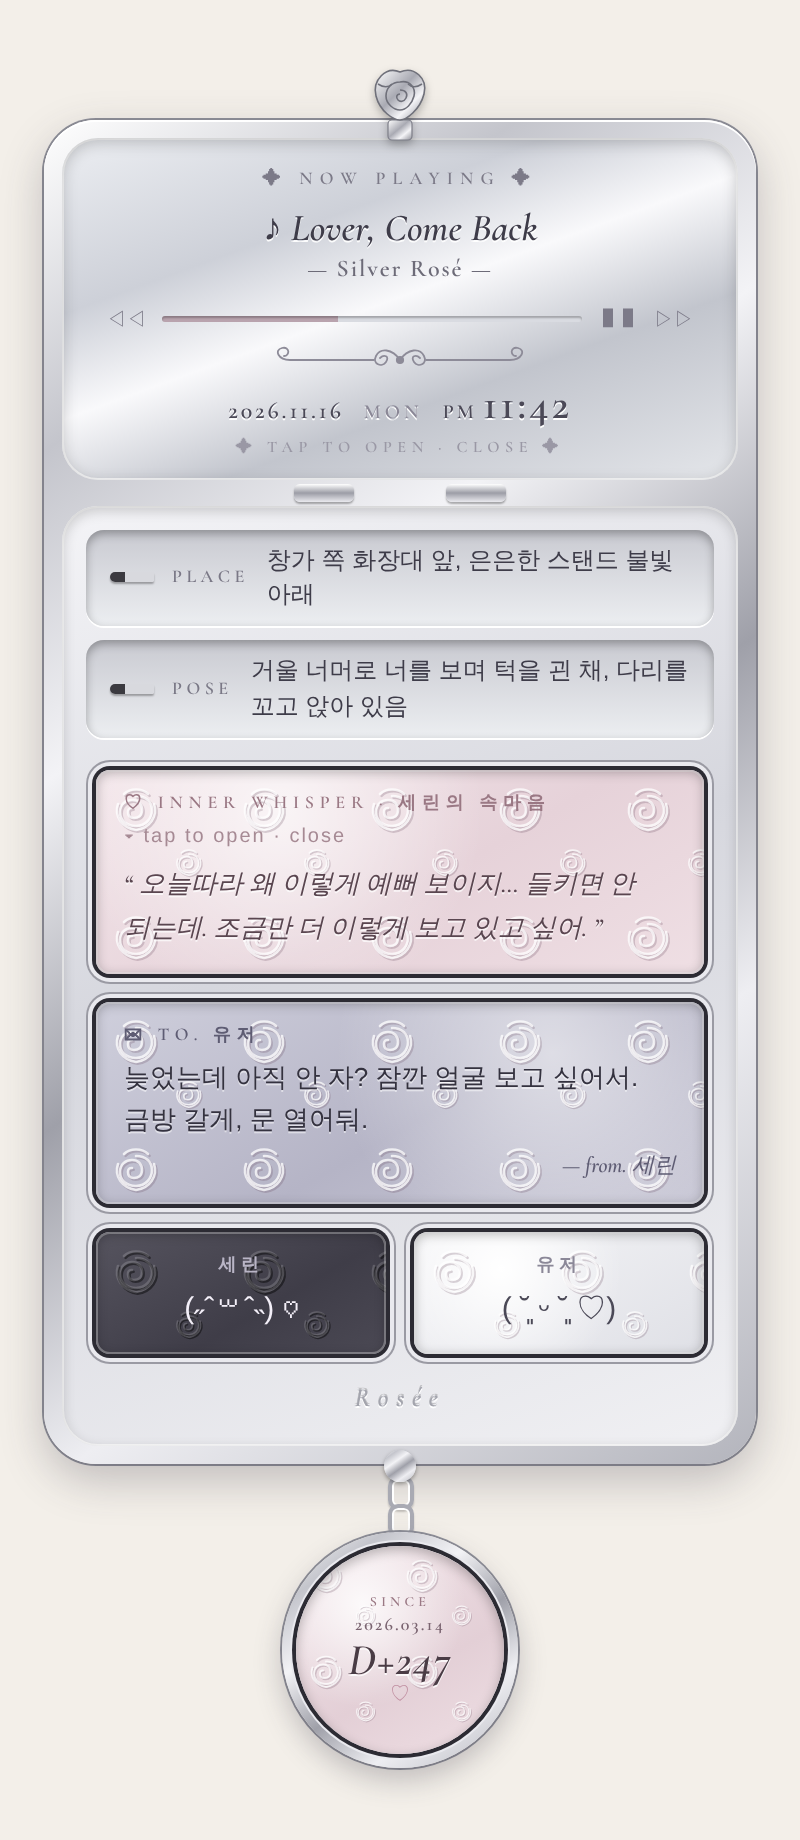 NOW PLAYING
♪ Lover, Come Back
— Silver Rosé —
2026.11.16 MON PM 11:42
TAP TO OPEN · CLOSE
PLACE 창가 쪽 화장대 앞, 은은한 스탠드 불빛
아래
POSE 거울 너머로 너를 보며 턱을 괸 채, 다리를
꼬고 앉아 있음
♡ INNER WHISPER · 세린의 속마음
tap to open · close
“ 오늘따라 왜 이렇게 예뻐 보이지... 들키면 안
되는데. 조금만 더 이렇게 보고 있고 싶어. ”
✉ TO. 유저
늦었는데 아직 안 자? 잠깐 얼굴 보고 싶어서.
금방 갈게, 문 열어둬.
— from. 세린
세린
(˶ˆ꒳ˆ˵) ♡
유저
( ˘͈ ᵕ ˘͈ ♡)
Rosée
SINCE
2026.03.14
D+247
♡